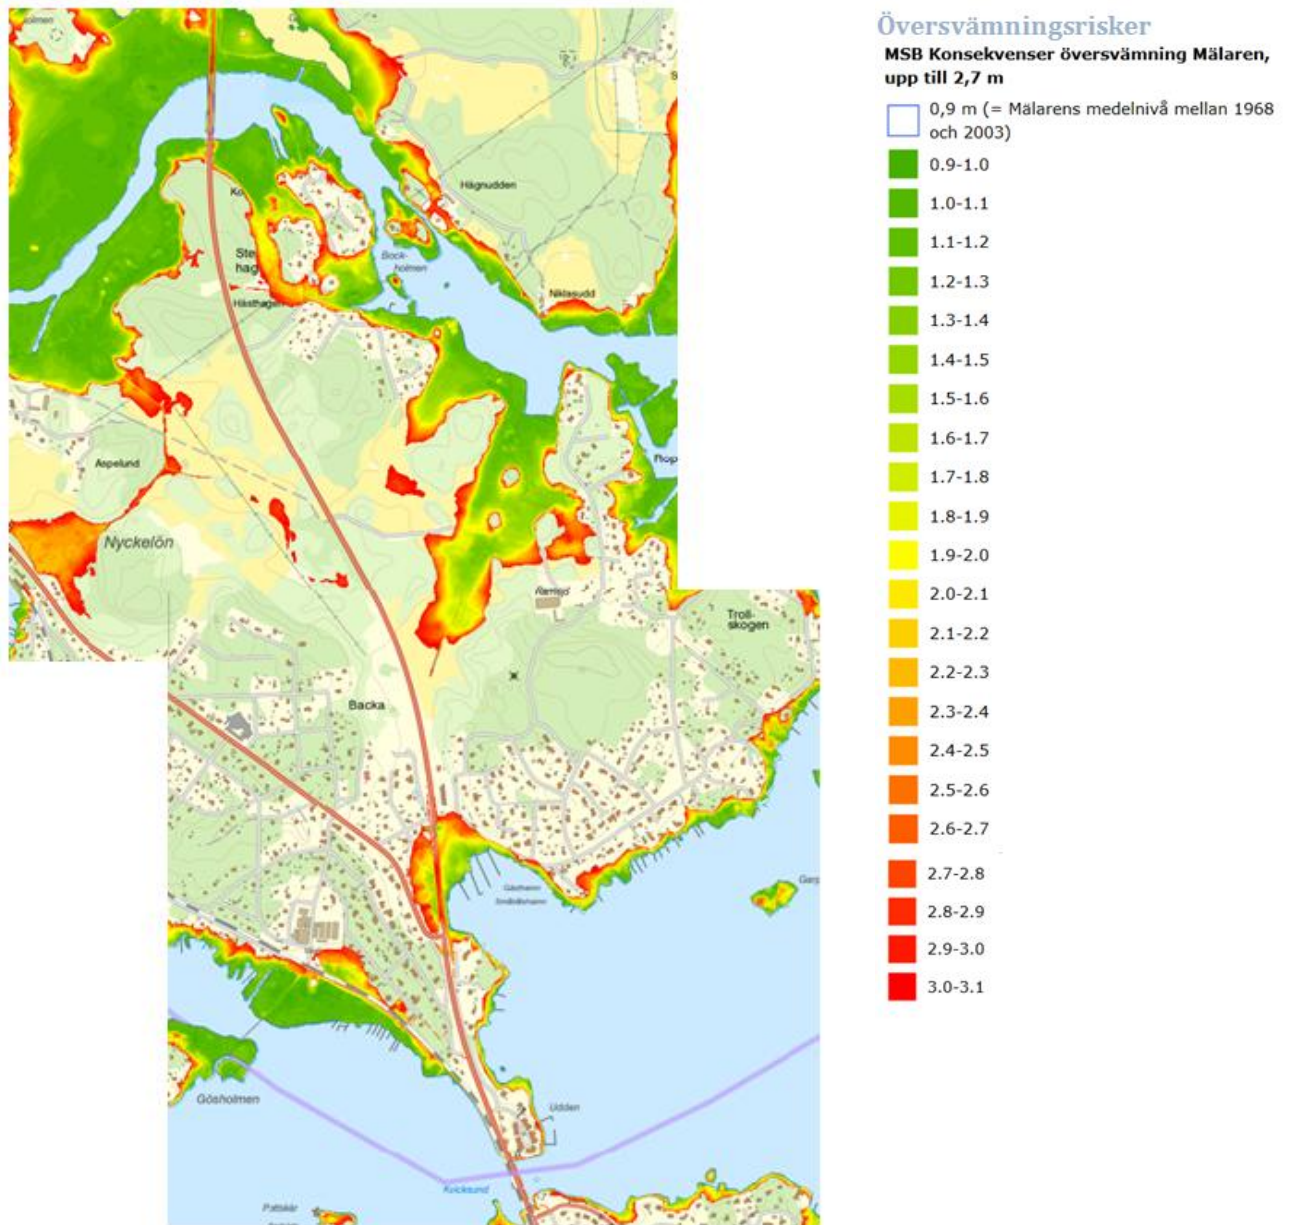 Översvämningsrisker
MSB Konsekvenser översvämning Mälaren,
upp till 2,7 m
0,9 m (= Mälarens medelnivå mellan 1968
och 2003)
0.9-1.0
1.0-1.1
1.1-1.2
1.2-1.3
1.3-1.4
1.4-1.5
1.5-1.6
1.6-1.7
1.7-1.8
1.8-1.9
1.9-2.0
2.0-2.1
2.1-2.2
2.2-2.3
2.3-2.4
2.4-2.5
2.5-2.6
2.6-2.7
2.7-2.8
2.8-2.9
2.9-3.0
3.0-3.1
olmen
Hägnudden
Ko
Ste
hag
Bock-
holmen
Hästhagen
Niklasudd
Aspelund
Nyckelön
Troll-
skogen
Backa
Gösholmen
Udden
Kvicksund